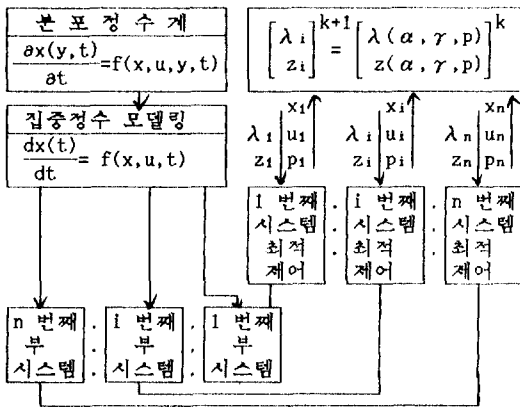 분포정수계
∂x(y,t)/∂t=f(x,u,y,t)
집중정수 모델링
dx(t)/dt= f(x,u,t)
[λi zi]^k+1 = [λ(α,γ,p) z(α,γ,p)]^k
x1 xi xn
λ1 u1 λi ui λn un
z1 p1 zi pi zn pn
1 번째 . i 번째 . n 번째
시스템 . 시스템 . 시스템
최적 . 최적 . 최적
제어 제어 제어
n 번째 . i 번째 . 1 번째
부 . 부 . 부
시스템 . 시스템 . 시스템